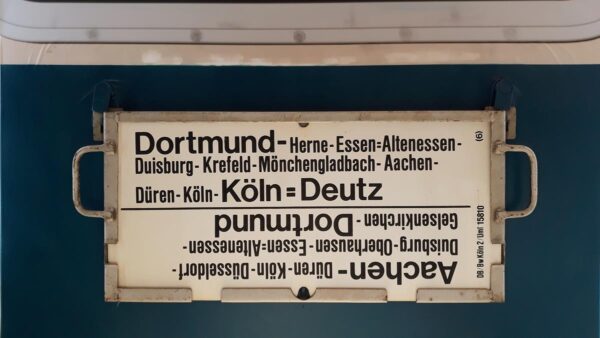 Dortmund-Herne-Essen=Altenessen-
Duisburg-Krefeld-Mönchengladbach-Aachen-
Düren-Köln-Köln=Deutz
Aachen-Düren-Köln-Düsseldorf-
Duisburg-Oberhausen-Essen=Altenessen-
Gelsenkirchen-Dortmund
(6)
DB/Bw Köln 2/Uml 15810